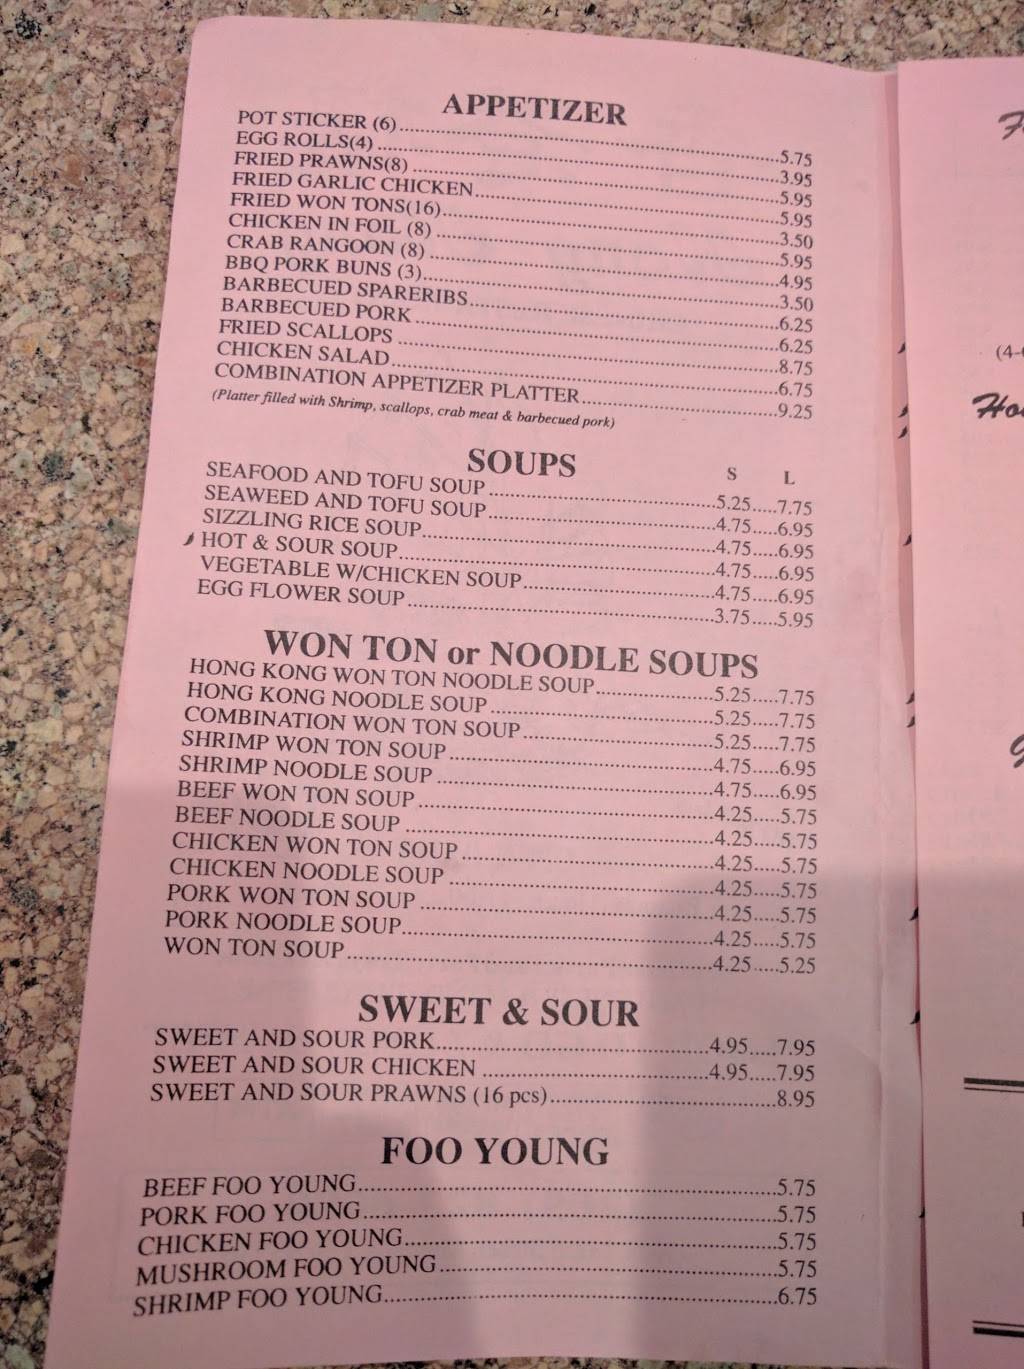 APPETIZER
POT STICKER (6)..........5.75
EGG ROLLS(4)..........3.95
FRIED PRAWNS(8)..........5.95
FRIED GARLIC CHICKEN..........5.95
FRIED WON TONS(16)..........3.50
CHICKEN IN FOIL (8)..........5.95
CRAB RANGOON (8)..........4.95
BBQ PORK BUNS (3)..........3.50
BARBECUED SPARERIBS..........6.25
BARBECUED PORK..........6.25
FRIED SCALLOPS..........8.75
CHICKEN SALAD..........6.75
COMBINATION APPETIZER PLATTER..........9.25
(Platter filled with Shrimp, scallops, crab meat & barbecued pork)
SOUPS S L
SEAFOOD AND TOFU SOUP..........5.25.....7.75
SEAWEED AND TOFU SOUP..........4.75.....6.95
SIZZLING RICE SOUP..........4.75.....6.95
HOT & SOUR SOUP..........4.75.....6.95
VEGETABLE W/CHICKEN SOUP..........4.75.....6.95
EGG FLOWER SOUP..........3.75.....5.95
WON TON or NOODLE SOUPS
HONG KONG WON TON NOODLE SOUP..........5.25.....7.75
HONG KONG NOODLE SOUP..........5.25.....7.75
COMBINATION WON TON SOUP..........5.25.....7.75
SHRIMP WON TON SOUP..........4.75.....6.95
SHRIMP NOODLE SOUP..........4.75.....6.95
BEEF WON TON SOUP..........4.25.....5.75
BEEF NOODLE SOUP..........4.25.....5.75
CHICKEN WON TON SOUP..........4.25.....5.75
CHICKEN NOODLE SOUP..........4.25.....5.75
PORK WON TON SOUP..........4.25.....5.75
PORK NOODLE SOUP..........4.25.....5.75
WON TON SOUP..........4.25.....5.25
SWEET & SOUR
SWEET AND SOUR PORK..........4.95.....7.95
SWEET AND SOUR CHICKEN..........4.95.....7.95
SWEET AND SOUR PRAWNS (16 pcs)..........8.95
FOO YOUNG
BEEF FOO YOUNG..........5.75
PORK FOO YOUNG..........5.75
CHICKEN FOO YOUNG..........5.75
MUSHROOM FOO YOUNG..........5.75
SHRIMP FOO YOUNG..........6.75